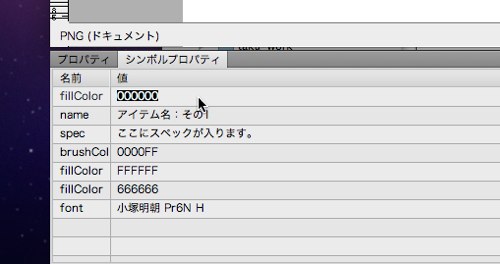 PNG (ドキュメント)
プロパティ シンボルプロパティ
名前 値
fillColor 000000
name アイテム名：その1
spec ここにスペックが入ります。
brushCol 0000FF
fillColor FFFFFF
fillColor 666666
font 小塚明朝 Pr6N H